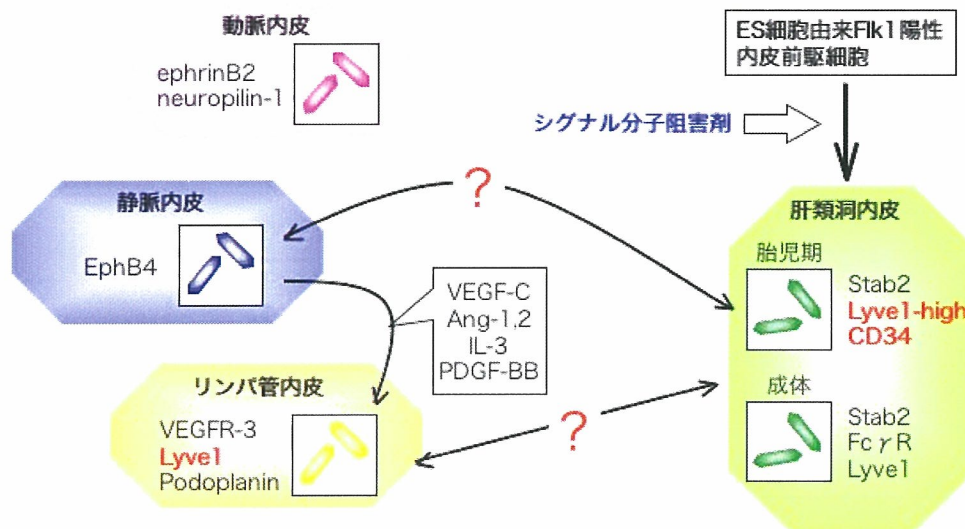 動脈内皮
ephrinB2
neuropilin-1
ES細胞由来Flk1陽性
内皮前駆細胞
シグナル分子阻害剤
?
静脈内皮
EphB4
VEGF-C
Ang-1,2
IL-3
PDGF-BB
リンパ管内皮
VEGFR-3
Lyve1
Podoplanin
?
肝類洞内皮
胎児期
Stab2
Lyve1-high
CD34
成体
Stab2
FcγR
Lyve1